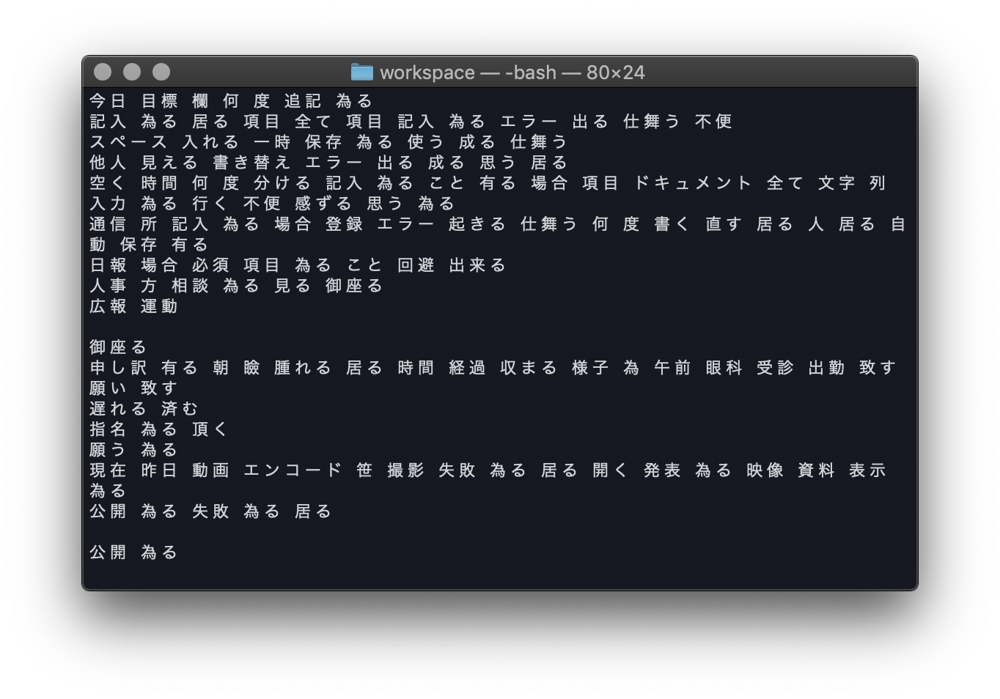 workspace — -bash — 80×24
今日 目標 欄 何 度 追記 為る
記入 為る 居る 項目 全て 項目 記入 為る エラー 出る 仕舞う 不便
スペース 入れる 一時 保存 為る 使う 成る 仕舞う
他人 見える 書き替え エラー 出る 成る 思う 居る
空く 時間 何 度 分ける 記入 為る こと 有る 場合 項目 ドキュメント 全て 文字 列
入力 為る 行く 不便 感ずる 思う 為る
通信 所 記入 為る 場合 登録 エラー 起きる 仕舞う 何 度 書く 直す 居る 人 居る 自
動 保存 有る
日報 場合 必須 項目 為る こと 回避 出来る
人事 方 相談 為る 見る 御座る
広報 運動
御座る
申し訳 有る 朝 瞼 腫れる 居る 時間 経過 収まる 様子 為 午前 眼科 受診 出勤 致す
願い 致す
遅れる 済む
指名 為る 頂く
願う 為る
現在 昨日 動画 エンコード 笹 撮影 失敗 為る 居る 開く 発表 為る 映像 資料 表示
為る
公開 為る 失敗 為る 居る
公開 為る